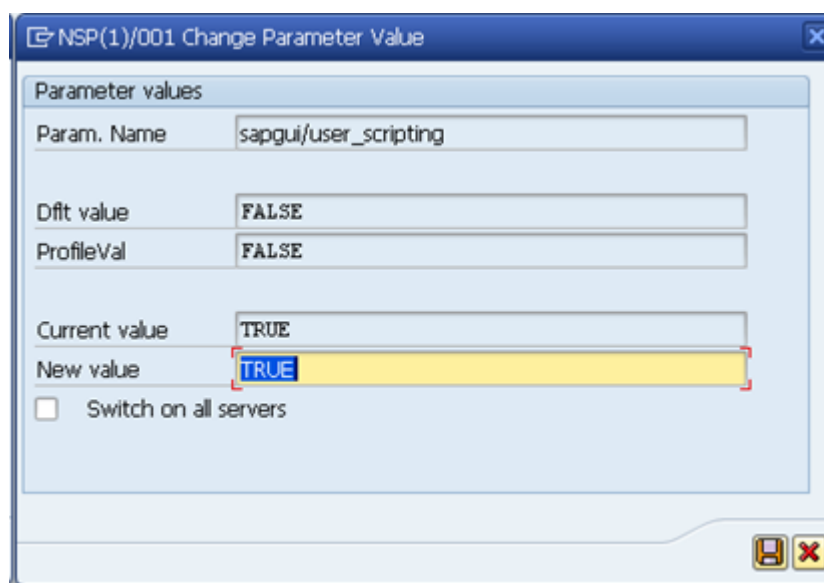 NSP(1)/001 Change Parameter Value
Parameter values
Param. Name sapgui/user_scripting
Dflt value FALSE
ProfileVal FALSE
Current value TRUE
New value TRUE
Switch on all servers